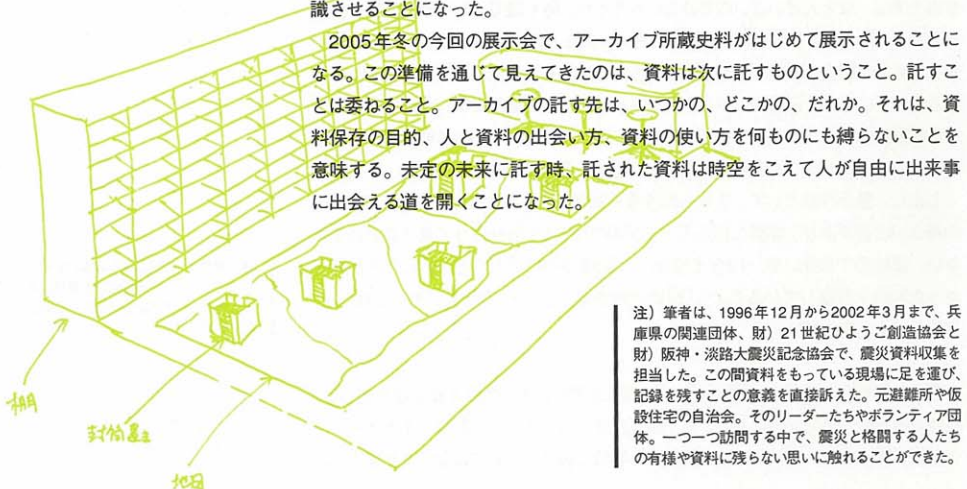 識させることになった。
2005年冬の今回の展示会で、アーカイブ所蔵史料がはじめて展示されることに
なる。この準備を通じて見えてきたのは、資料は次に託すものということ。託すこ
とは委ねること。アーカイブの託す先は、いつかの、どこかの、だれか。それは、資
料保存の目的、人と資料の出会い方、資料の使い方を何ものにも縛らないことを
意味する。未定の未来に託す時、託された資料は時空をこえて人が自由に出来事
に出会える道を開くことになった。
注）筆者は、1996年12月から2002年3月まで、兵
庫県の関連団体、財）21世紀ひょうご創造協会と
財）阪神・淡路大震災記念協会で、震災資料収集を
担当した。この間資料をもっている現場に足を運び、
記録を残すことの意義を直接訴えた。元避難所や仮
設住宅の自治会。そのリーダーたちやボランティア団
体。一つ一つ訪問する中で、震災と格闘する人たち
の有様や資料に残らない思いに触れることができた。
棚
地図